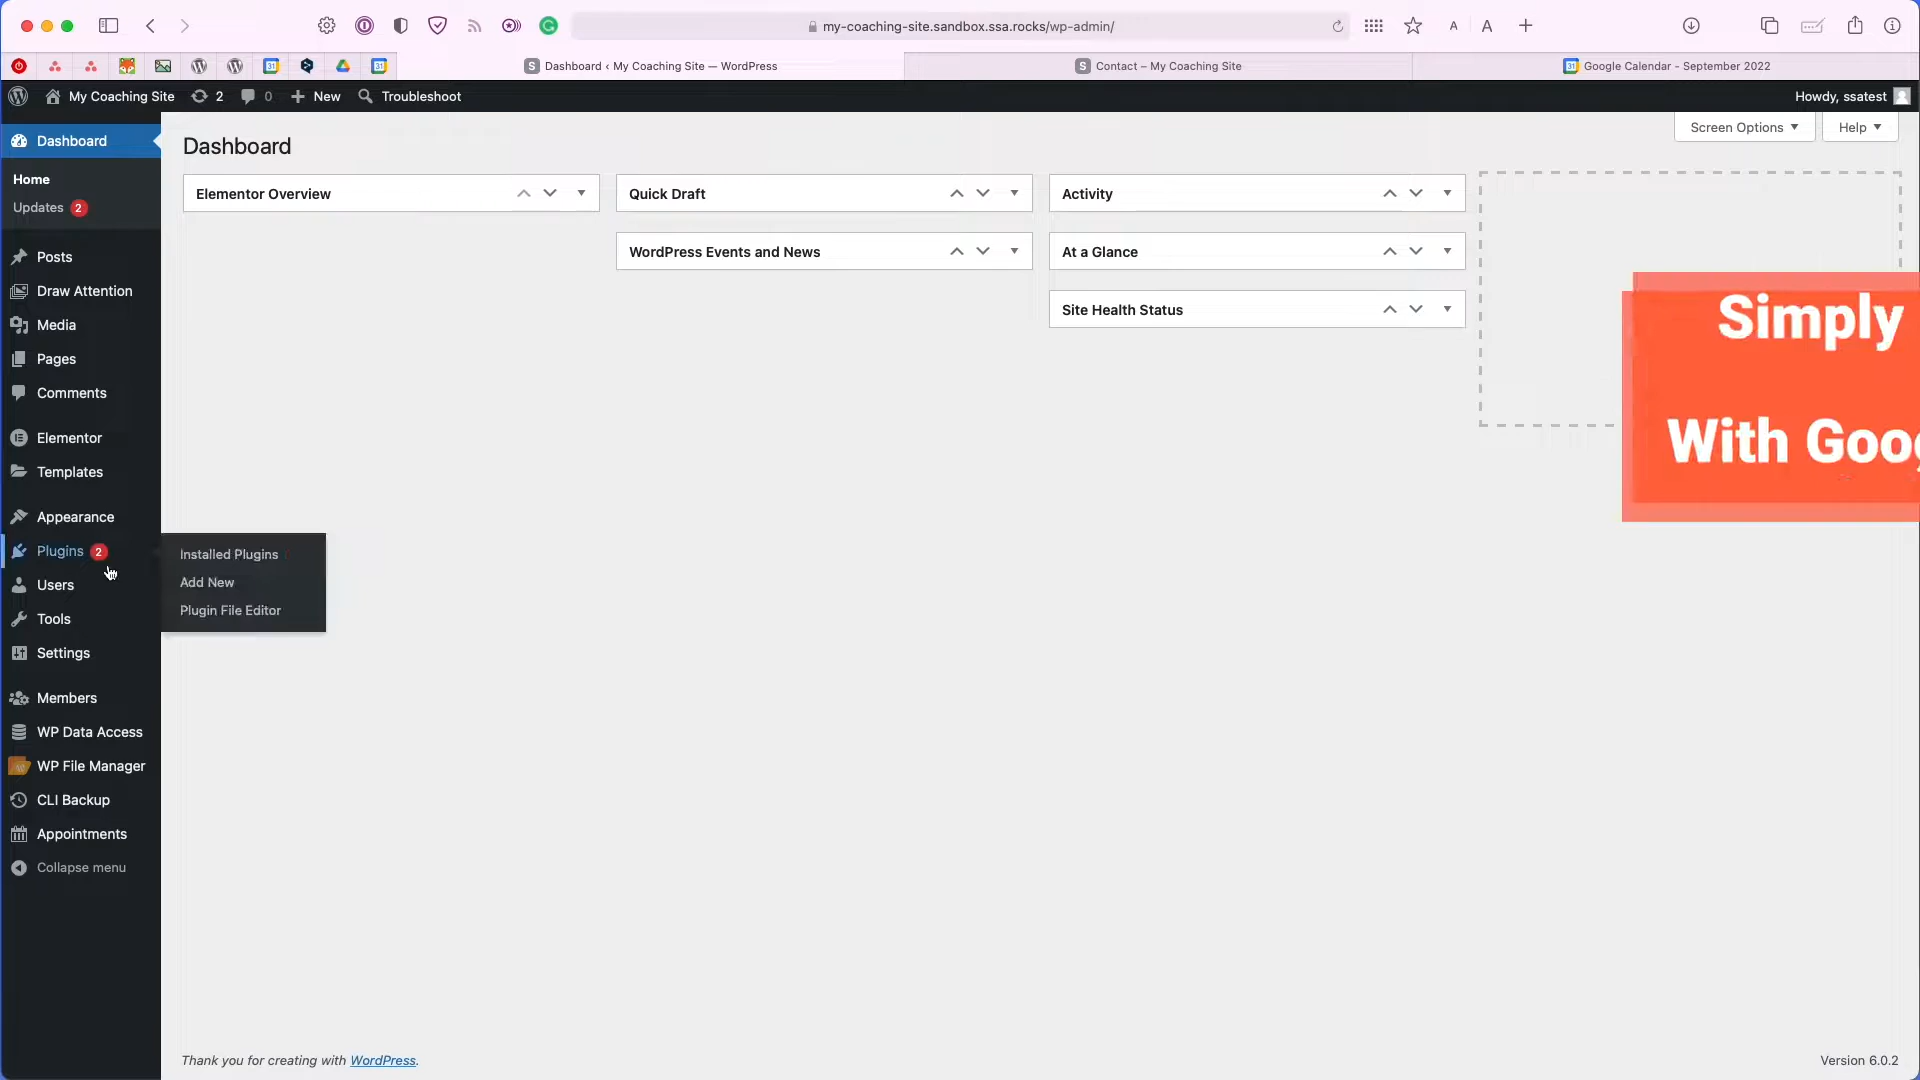 my-coaching-site.sandbox.ssa.rocks/wp-admin/
A A
Dashboard ‹ My Coaching Site — WordPress
Contact – My Coaching Site
Google Calendar - September 2022
My Coaching Site 2 0 New Troubleshoot
Howdy, ssatest
Dashboard
Home
Updates 2
Posts
Draw Attention
Media
Pages
Comments
Elementor
Templates
Appearance
Plugins 2
Users
Tools
Settings
Members
WP Data Access
WP File Manager
CLI Backup
Appointments
Collapse menu
Installed Plugins
Add New
Plugin File Editor
Screen Options
Help
Dashboard
Elementor Overview
Quick Draft
Activity
WordPress Events and News
At a Glance
Site Health Status
Simply
With Goog
Thank you for creating with WordPress.
Version 6.0.2